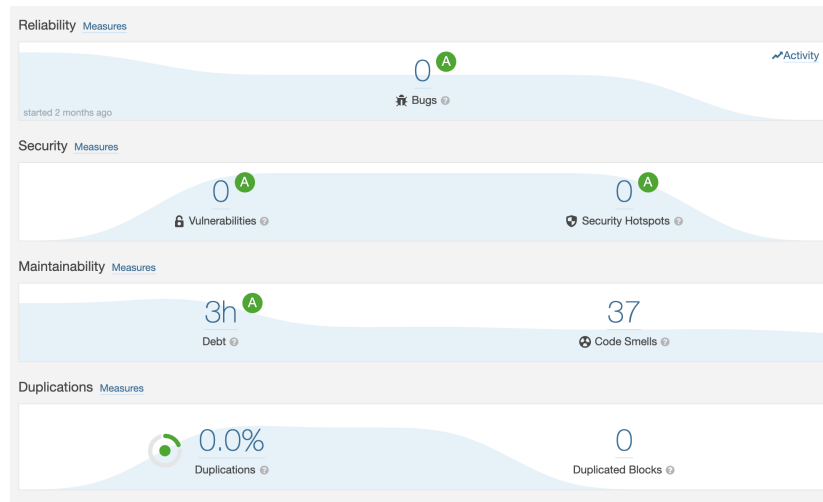 Reliability Measures
0 A
Activity
Bugs ?
started 2 months ago
Security Measures
0 A 0 A
Vulnerabilities ? Security Hotspots ?
Maintainability Measures
3h A 37
Debt ? Code Smells ?
Duplications Measures
0.0% 0
Duplications ? Duplicated Blocks ?